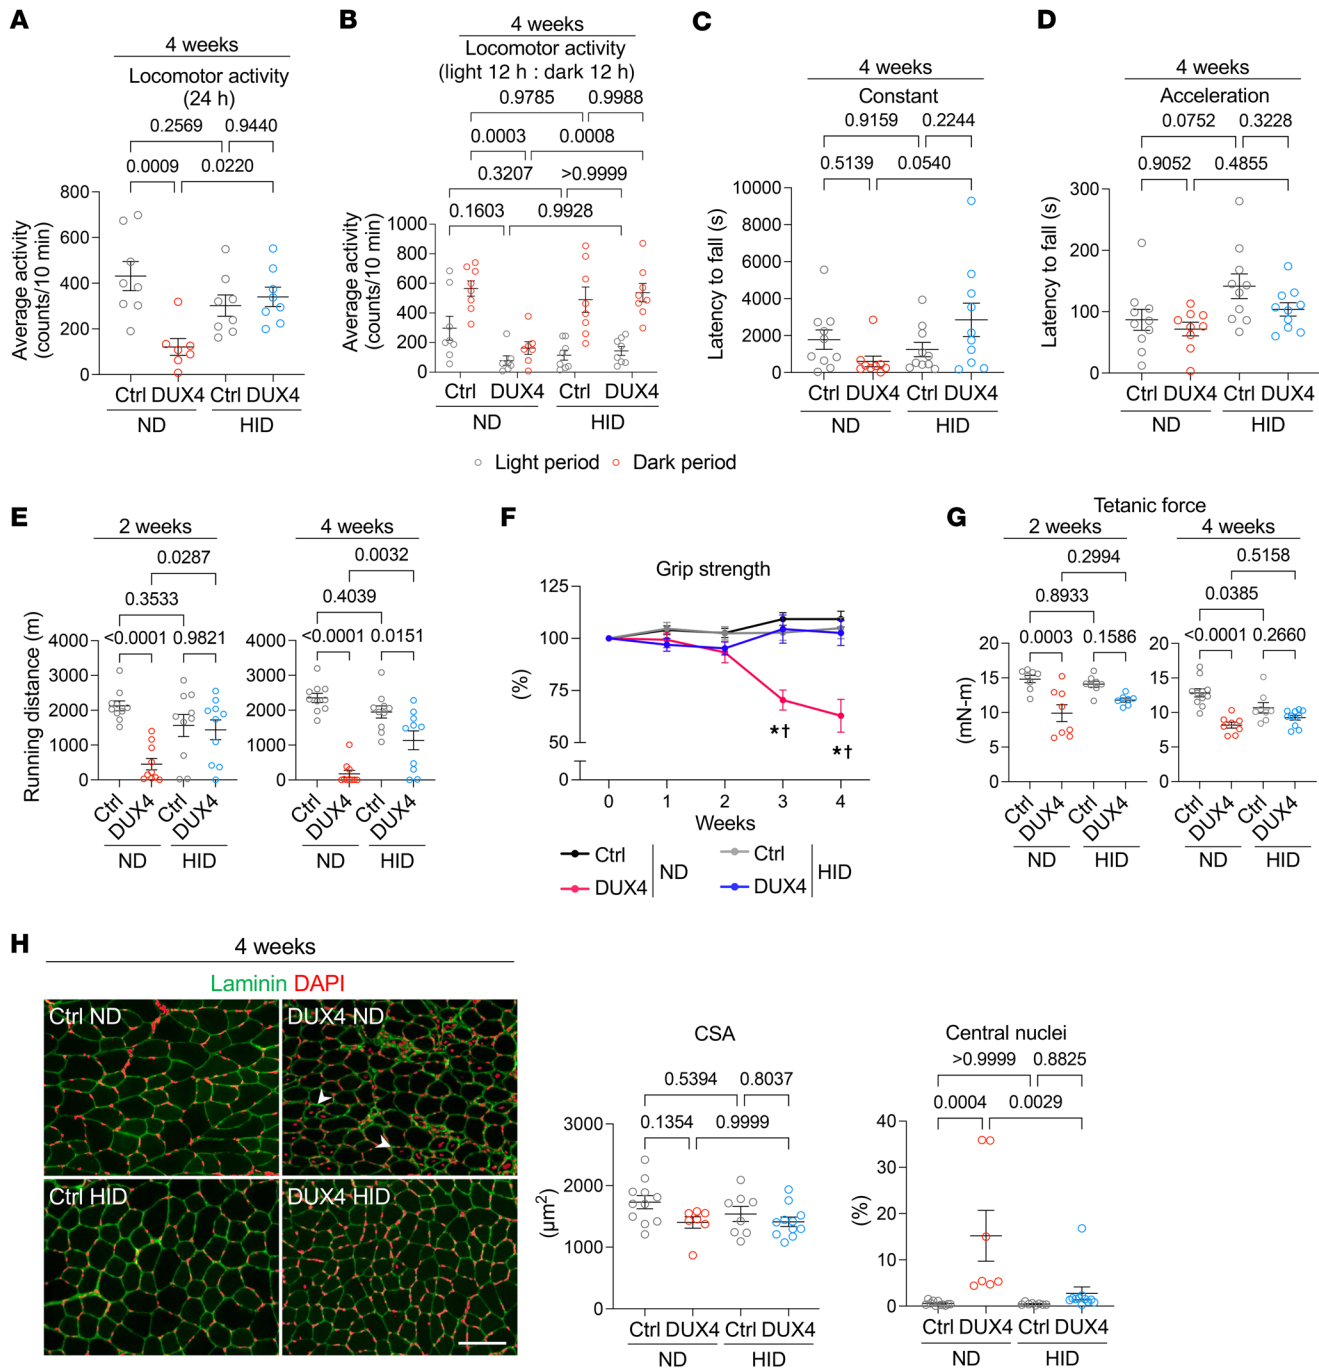 A
4 weeks
Locomotor activity
(24 h)
0.2569 0.9440
0.0009 0.0220
Average activity
(counts/10 min)
800
600
400
200
0
Ctrl DUX4 Ctrl DUX4
ND HID
B
4 weeks
Locomotor activity
(light 12 h : dark 12 h)
0.9785 0.9988
0.0003 0.0008
0.3207 >0.9999
0.1603 0.9928
Average activity
(counts/10 min)
1000
800
600
400
200
0
Ctrl DUX4 Ctrl DUX4
ND HID
Light period Dark period
C
4 weeks
Constant
0.9159 0.2244
0.5139 0.0540
Latency to fall (s)
10000
8000
6000
4000
2000
0
Ctrl DUX4 Ctrl DUX4
ND HID
D
4 weeks
Acceleration
0.0752 0.3228
0.9052 0.4855
Latency to fall (s)
300
200
100
0
Ctrl DUX4 Ctrl DUX4
ND HID
E
2 weeks
0.0287
0.3533
<0.0001 0.9821
Running distance (m)
4000
3000
2000
1000
0
Ctrl DUX4 Ctrl DUX4
ND HID
4 weeks
0.0032
0.4039
<0.0001 0.0151
4000
3000
2000
1000
0
Ctrl DUX4 Ctrl DUX4
ND HID
F
Grip strength
(%)
125
100
75
50
0
*† *†
0 1 2 3 4
Weeks
Ctrl ND Ctrl HID
DUX4 DUX4
G
Tetanic force
2 weeks
0.2994
0.8933
0.0003 0.1586
(mN-m)
20
15
10
5
0
Ctrl DUX4 Ctrl DUX4
ND HID
4 weeks
0.5158
0.0385
<0.0001 0.2660
20
15
10
5
0
Ctrl DUX4 Ctrl DUX4
ND HID
H
4 weeks
Laminin DAPI
Ctrl ND DUX4 ND
Ctrl HID DUX4 HID
CSA
0.5394 0.8037
0.1354 0.9999
(μm²)
3000
2000
1000
0
Ctrl DUX4 Ctrl DUX4
ND HID
Central nuclei
>0.9999 0.8825
0.0004 0.0029
(%)
40
30
20
10
0
Ctrl DUX4 Ctrl DUX4
ND HID